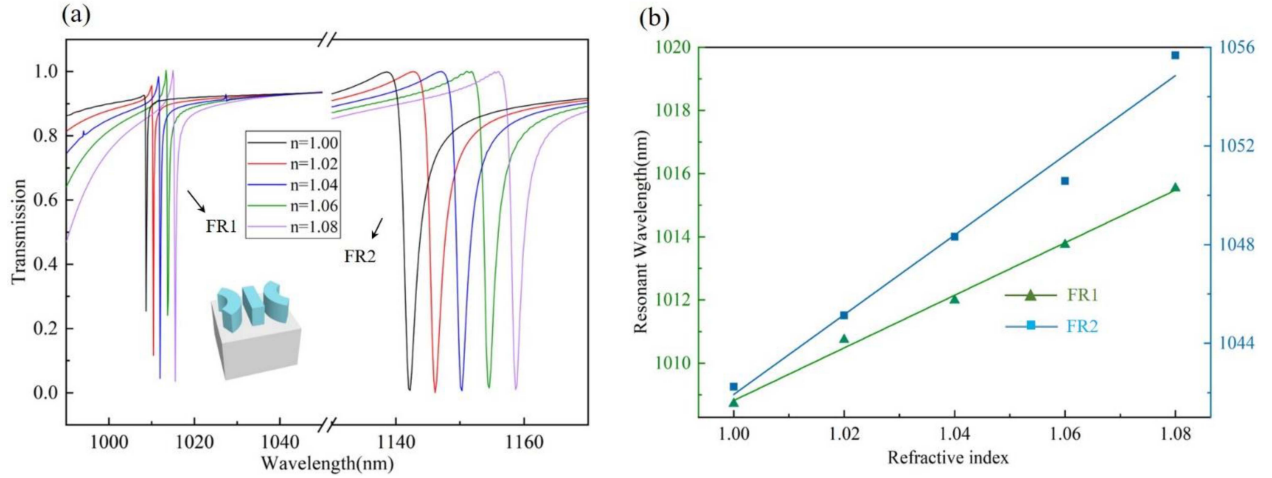 (a)
Transmission
1.0
0.8
0.6
0.4
0.2
0.0
n=1.00
n=1.02
n=1.04
n=1.06
n=1.08
FR1
FR2
1000
1020
1040
1140
1160
Wavelength(nm)
(b)
Resonant Wavelength(nm)
1020
1018
1016
1014
1012
1010
1056
1052
1048
1044
FR1
FR2
1.00
1.02
1.04
1.06
1.08
Refractive index